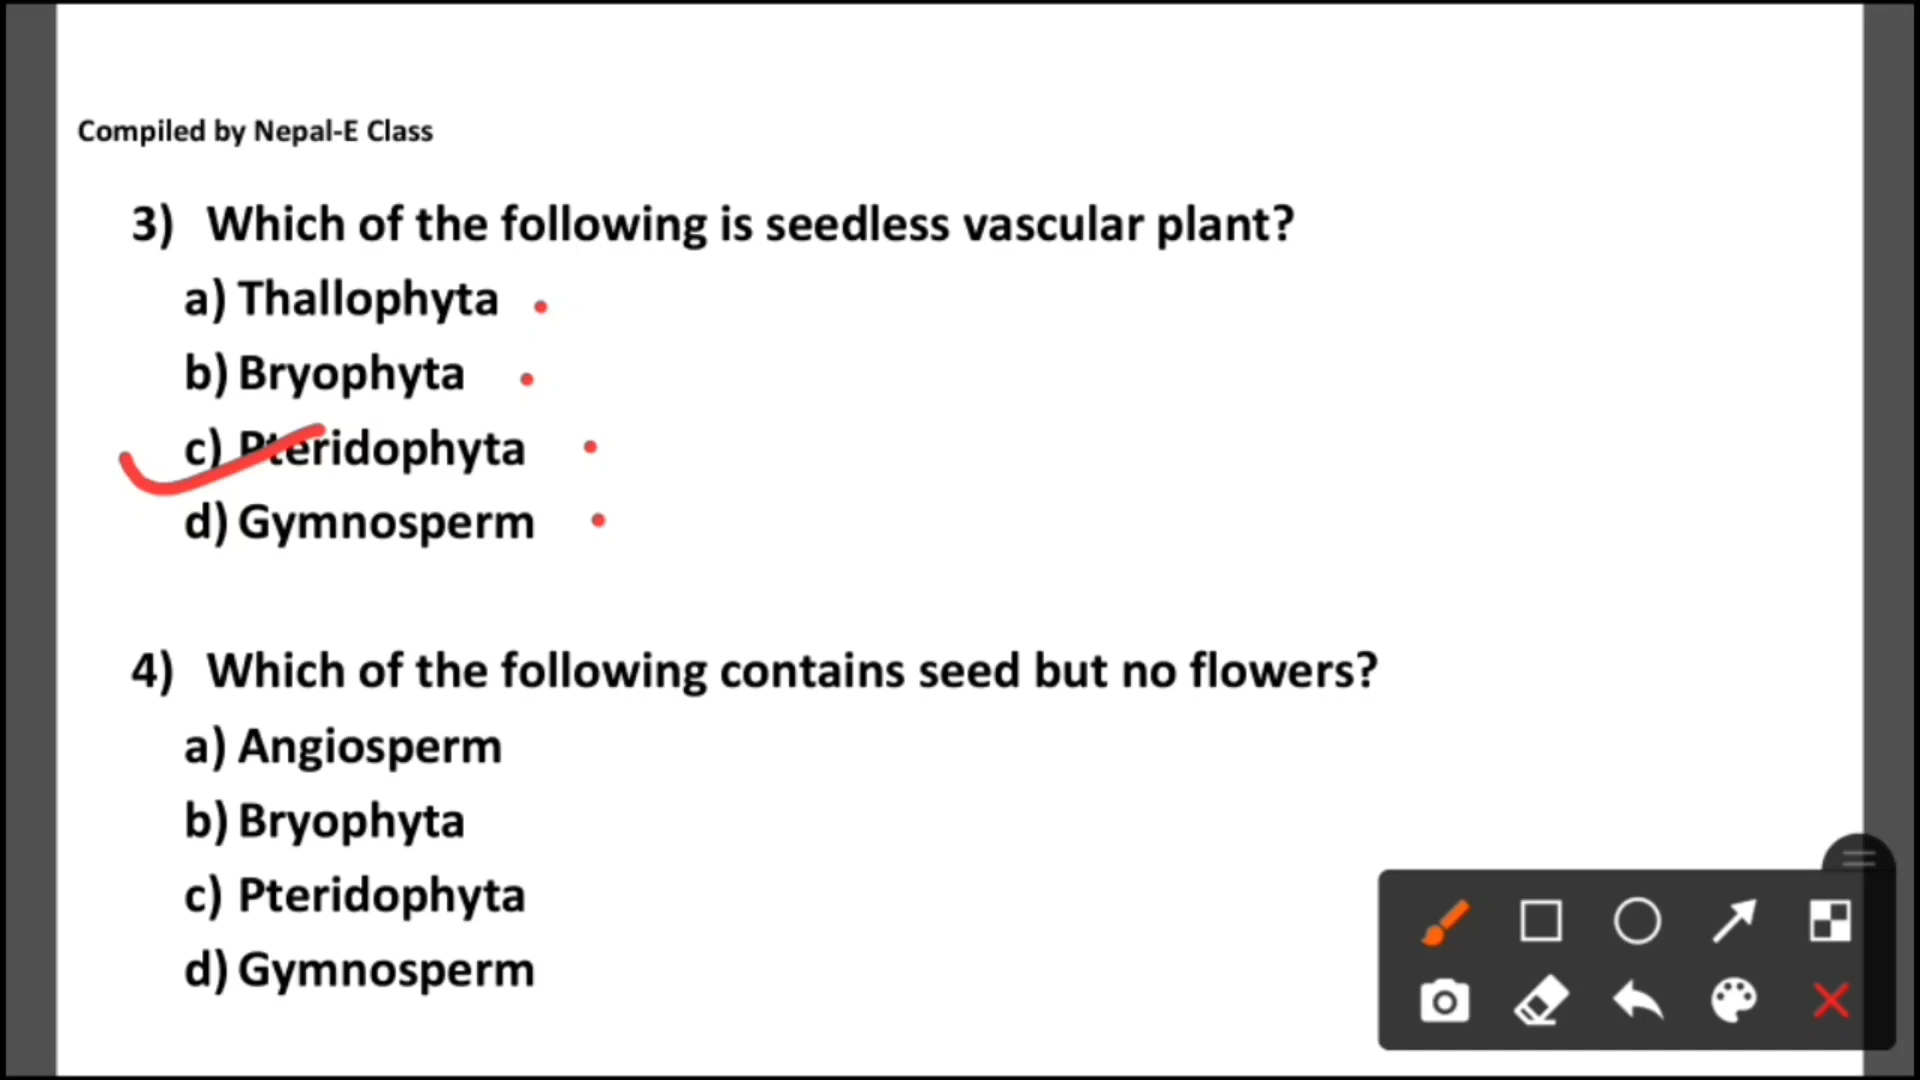 Compiled by Nepal-E Class
3) Which of the following is seedless vascular plant?
a) Thallophyta
b) Bryophyta
c) Pteridophyta
d) Gymnosperm
4) Which of the following contains seed but no flowers?
a) Angiosperm
b) Bryophyta
c) Pteridophyta
d) Gymnosperm